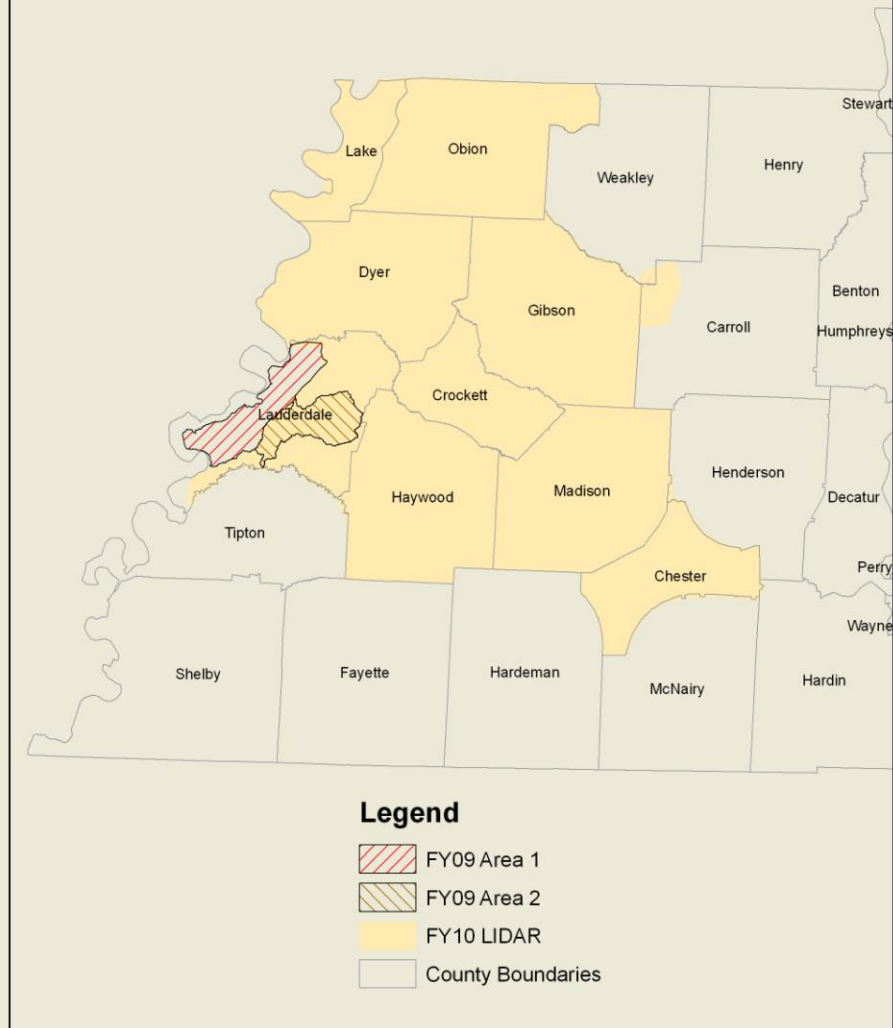 Stewart
Lake
Obion
Henry
Weakley
Dyer
Benton
Gibson
Carroll
Humphreys
Crockett
Lauderdale
Henderson
Madison
Haywood
Decatur
Tipton
Perry
Chester
Wayne
Shelby
Fayette
Hardeman
Hardin
McNairy
Legend
FY09 Area 1
FY09 Area 2
FY10 LIDAR
County Boundaries